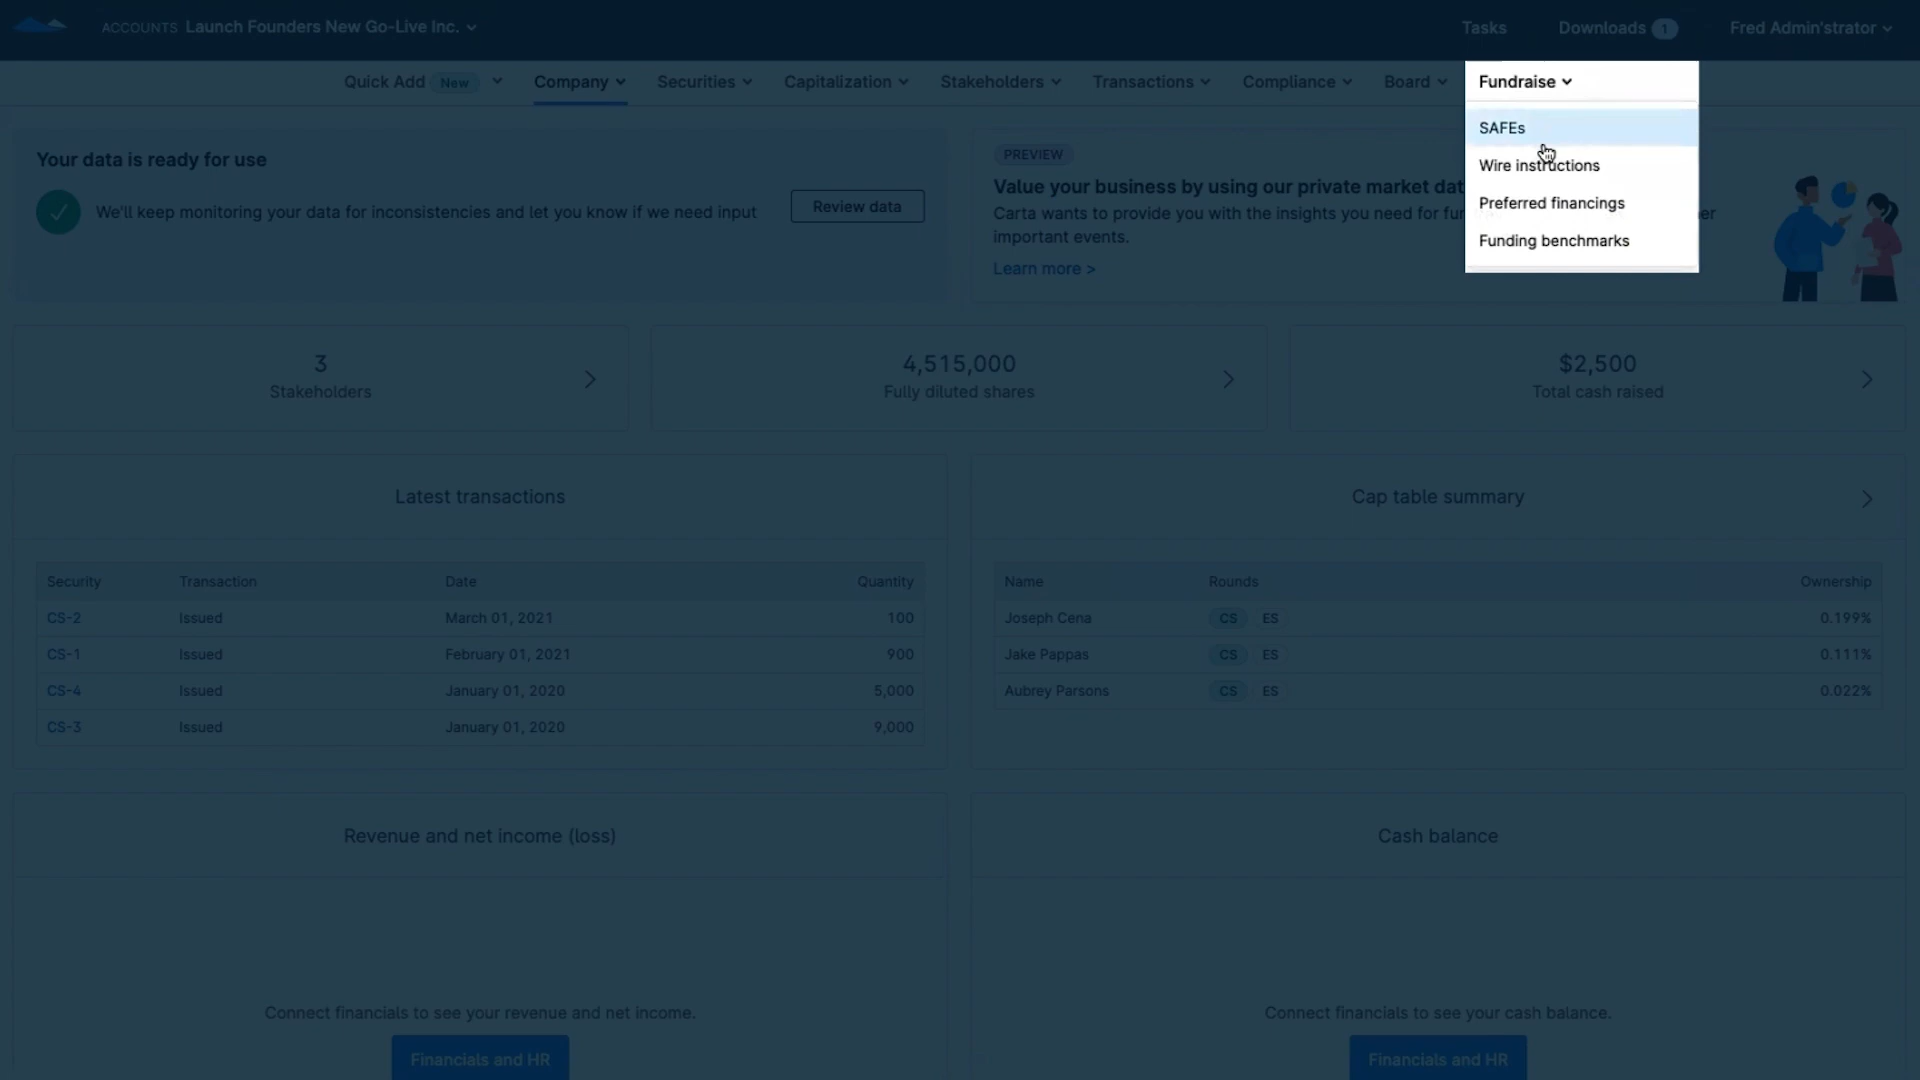 ACCOUNTS Launch Founders New Go-Live Inc.
Tasks
Downloads 1
Fred Admin'strator
Quick Add New
Company
Securities
Capitalization
Stakeholders
Transactions
Compliance
Board
Fundraise
SAFEs
Wire instructions
Preferred financings
Funding benchmarks
Your data is ready for use
We'll keep monitoring your data for inconsistencies and let you know if we need input
Review data
PREVIEW
Value your business by using our private market dat
Carta wants to provide you with the insights you need for fu er
important events.
Learn more >
3
Stakeholders
4,515,000
Fully diluted shares
$2,500
Total cash raised
Latest transactions
Security Transaction Date Quantity
CS-2 Issued March 01, 2021 100
CS-1 Issued February 01, 2021 900
CS-4 Issued January 01, 2020 5,000
CS-3 Issued January 01, 2020 9,000
Cap table summary
Name Rounds Ownership
Joseph Cena CS ES 0.199%
Jake Pappas CS ES 0.111%
Aubrey Parsons CS ES 0.022%
Revenue and net income (loss)
Connect financials to see your revenue and net income.
Financials and HR
Cash balance
Connect financials to see your cash balance.
Financials and HR